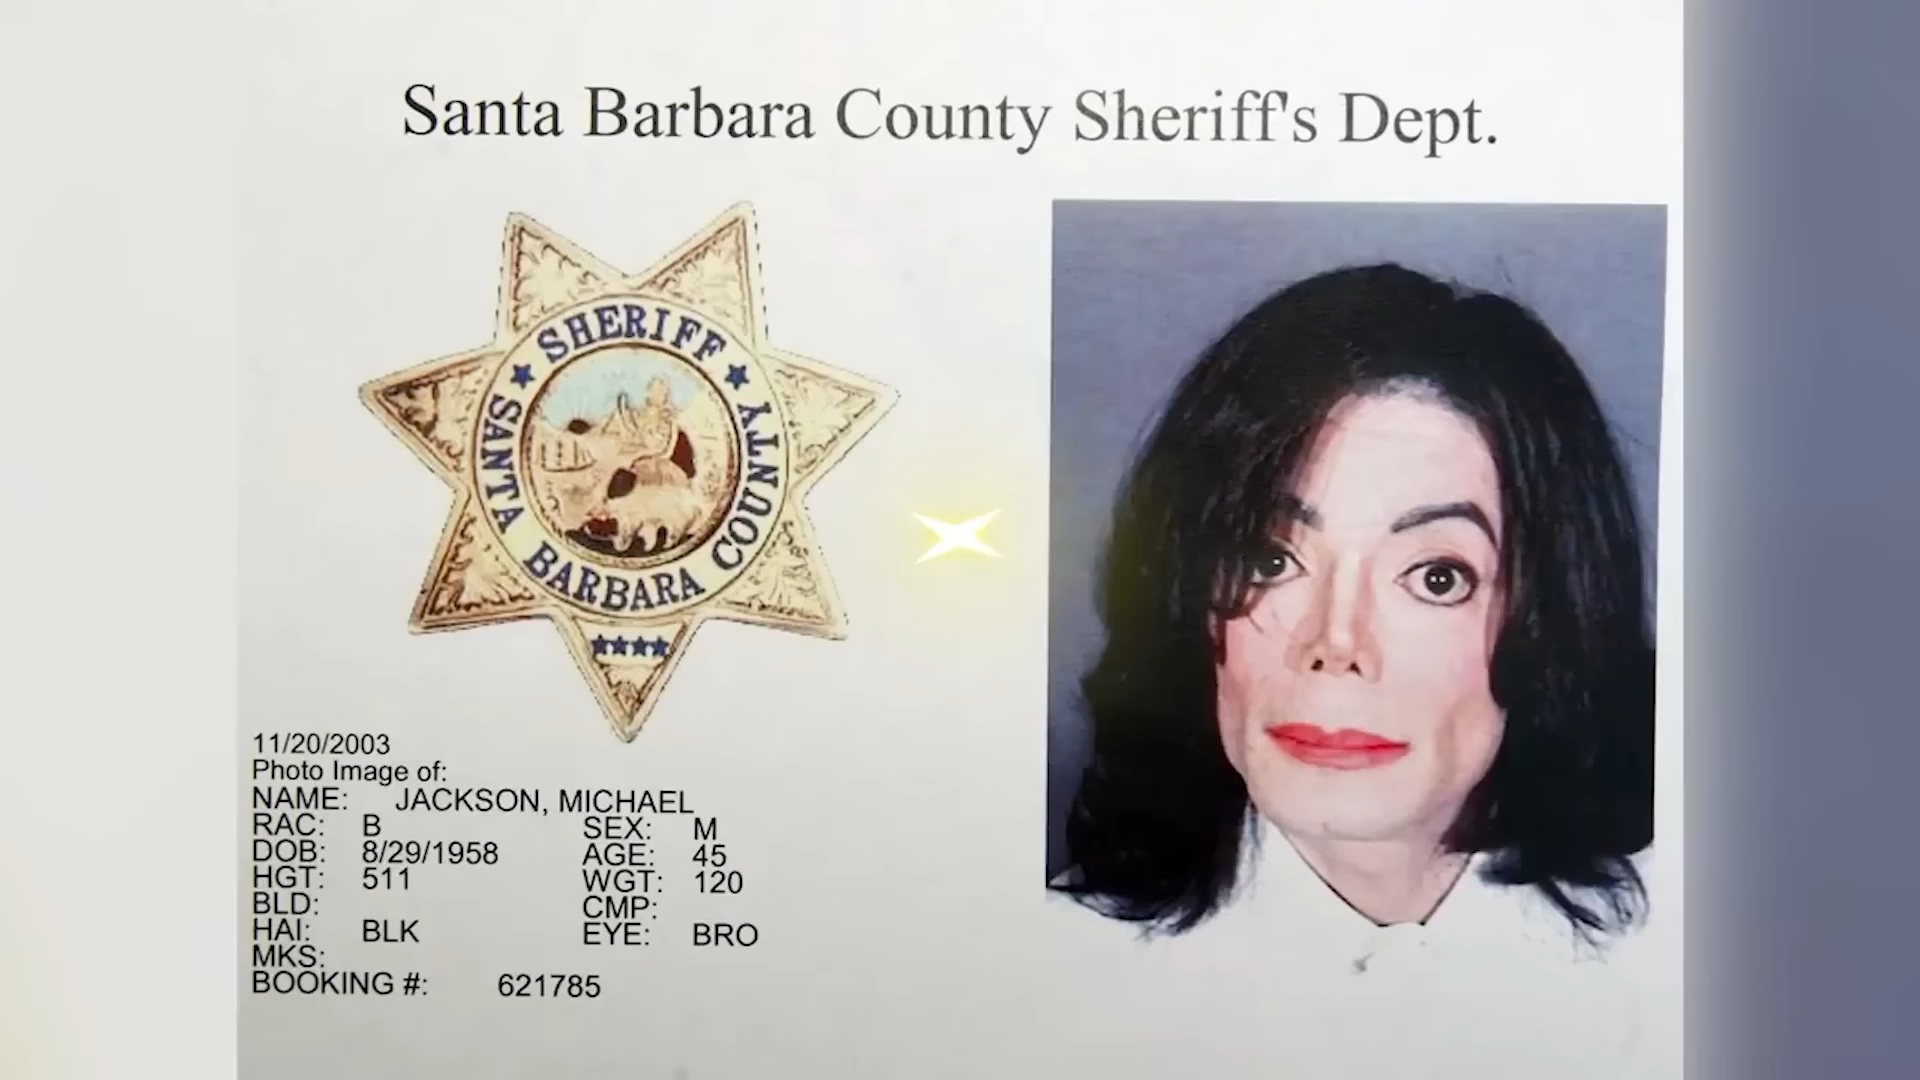 Santa Barbara County Sheriff's Dept.
SHERIFF
SANTA BARBARA COUNTY
11/20/2003
Photo Image of:
NAME: JACKSON, MICHAEL
RAC: B SEX: M
DOB: 8/29/1958 AGE: 45
HGT: 511 WGT: 120
BLD: CMP:
HAI: BLK EYE: BRO
MKS:
BOOKING #: 621785